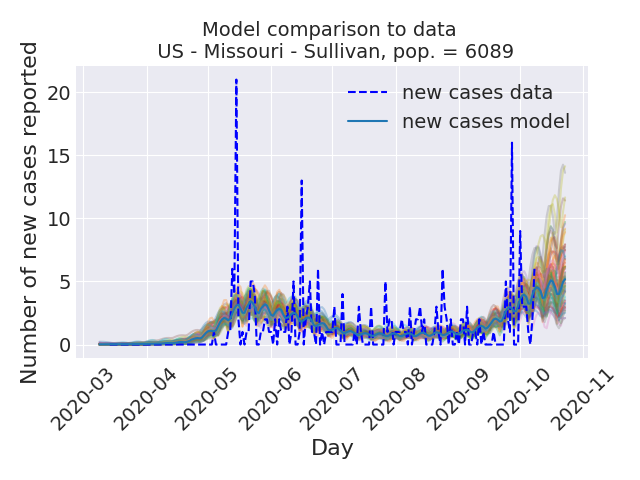 Model comparison to data
US - Missouri - Sullivan, pop. = 6089
Number of new cases reported
20
15
10
5
0
new cases data
new cases model
2020-03
2020-04
2020-05
2020-06
2020-07
2020-08
2020-09
2020-10
2020-11
Day